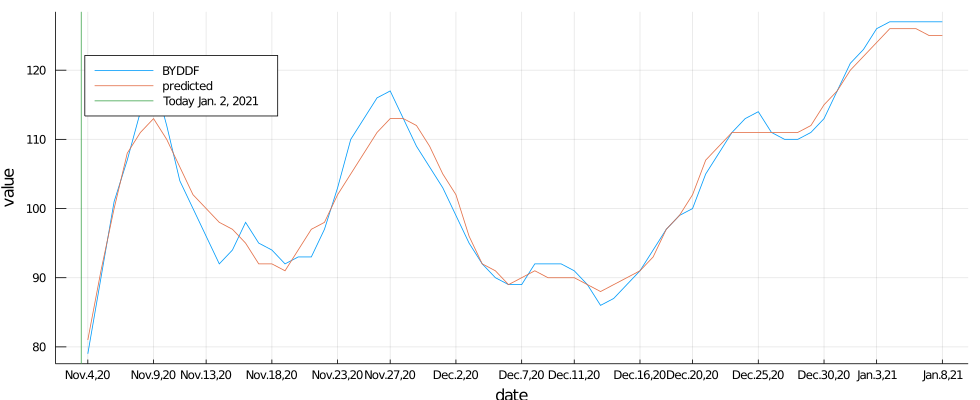 value
120
110
100
90
80
BYDDF
predicted
Today Jan. 2, 2021
Nov.4,20 Nov.9,20 Nov.13,20 Nov.18,20 Nov.23,20 Nov.27,20 Dec.2,20 Dec.7,20 Dec.11,20 Dec.16,20 Dec.20,20 Dec.25,20 Dec.30,20 Jan.3,21 Jan.8,21
date